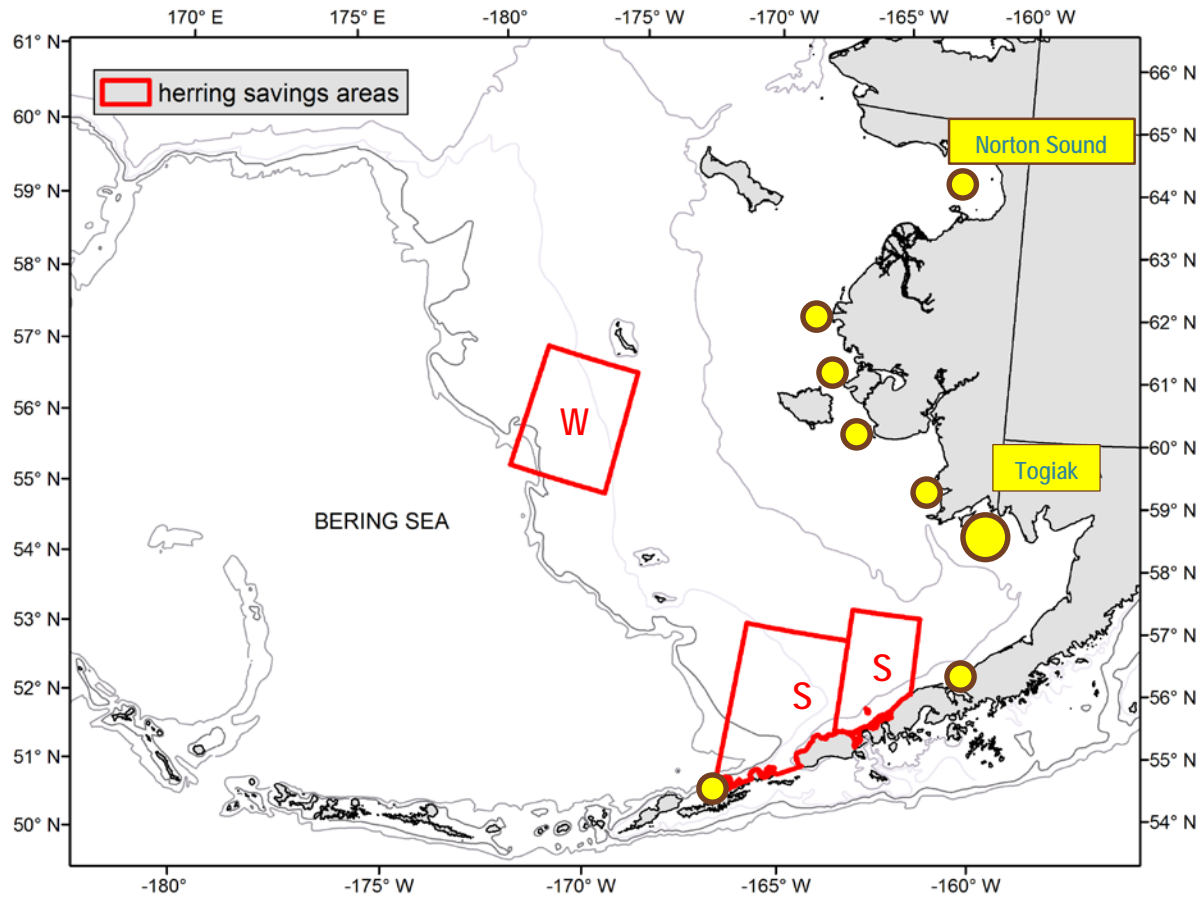 170° E 175° E -180° -175° W -170° W -165° W -160° W
61° N
herring savings areas
66° N
60° N
65° N
Norton Sound
59° N
64° N
58° N
63° N
57° N
62° N
61° N
56° N
W
60° N
55° N
Togiak
BERING SEA
59° N
54° N
58° N
53° N
57° N
S
S
52° N
56° N
51° N
55° N
50° N
54° N
-180° -175° W -170° W -165° W -160° W